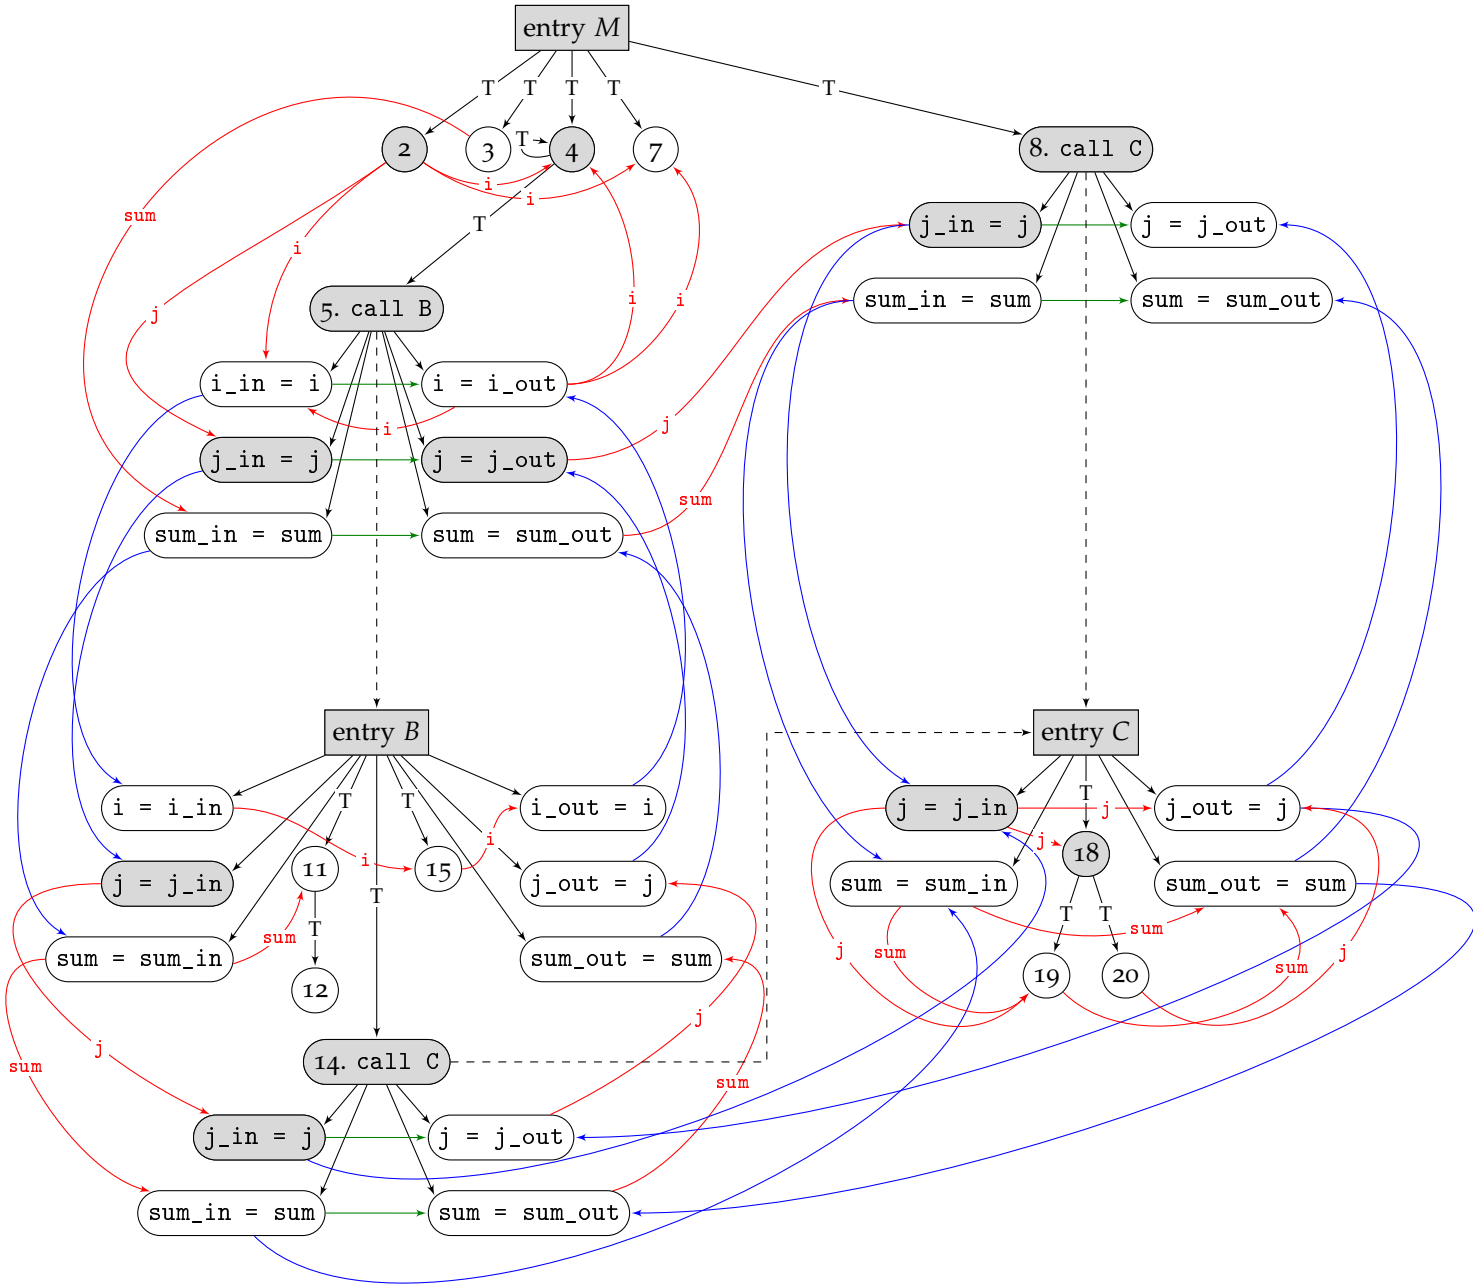 entry M
T T T T T
T
2 3 4 7 8. call C
i
i
sum
j_in = j j = j_out
T
i
sum_in = sum sum = sum_out
i i
5. call B
j
i_in = i i = i_out
i
j
j_in = j j = j_out
sum
sum_in = sum sum = sum_out
entry B entry C
T T
T
i = i_in i_out = i
j = j_in j j_out = j
i
j
i
11 15
18
j = j_in j_out = j
sum = sum_in sum_out = sum
T
T T
T
sum
sum
j sum j
sum = sum_in sum_out = sum
sum
12
19 20
j
j
14. call C
sum
sum
j_in = j j = j_out
sum_in = sum sum = sum_out